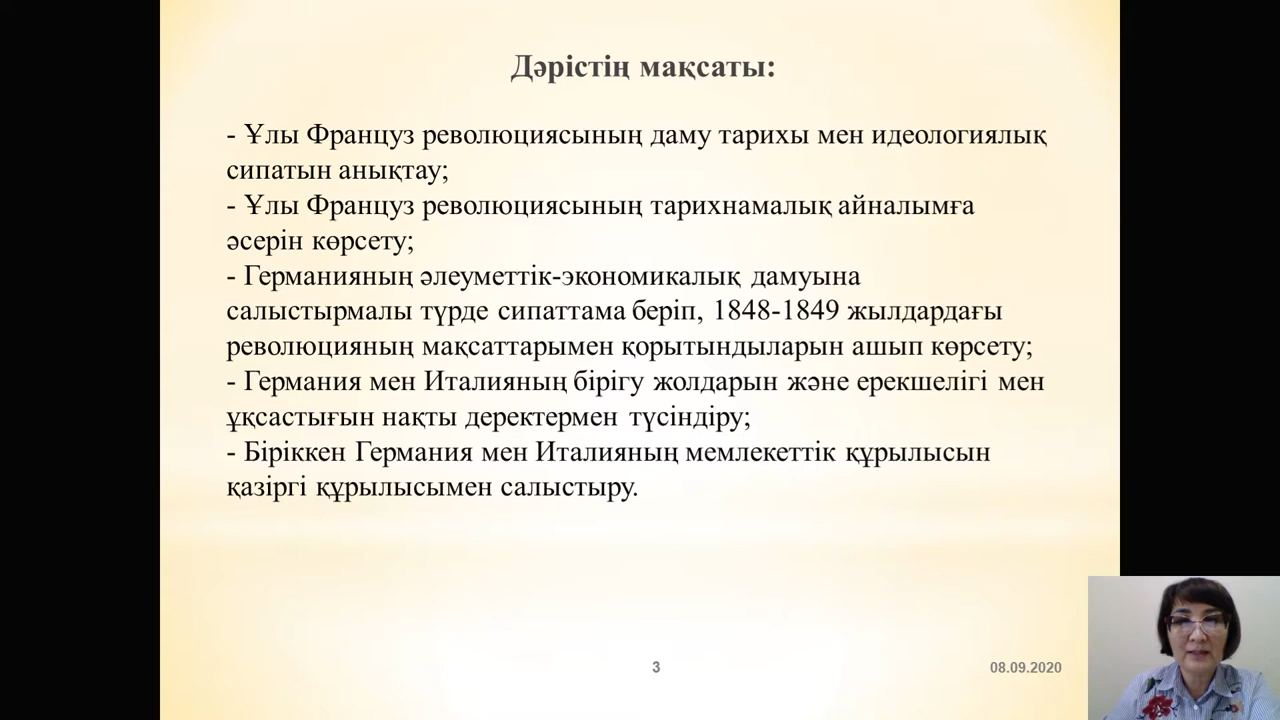 Дәрістің мақсаты:
- Ұлы Француз революциясының даму тарихы мен идеологиялық
сипатын анықтау;
- Ұлы Француз революциясының тарихнамалық айналымға
әсерін көрсету;
- Германияның әлеуметтік-экономикалық дамуына
салыстырмалы түрде сипаттама беріп, 1848-1849 жылдардағы
революцияның мақсаттарымен қорытындыларын ашып көрсету;
- Германия мен Италияның бірігу жолдарын және ерекшелігі мен
ұқсастығын нақты деректермен түсіндіру;
- Біріккен Германия мен Италияның мемлекеттік құрылысын
қазіргі құрылысымен салыстыру.
3
08.09.2020